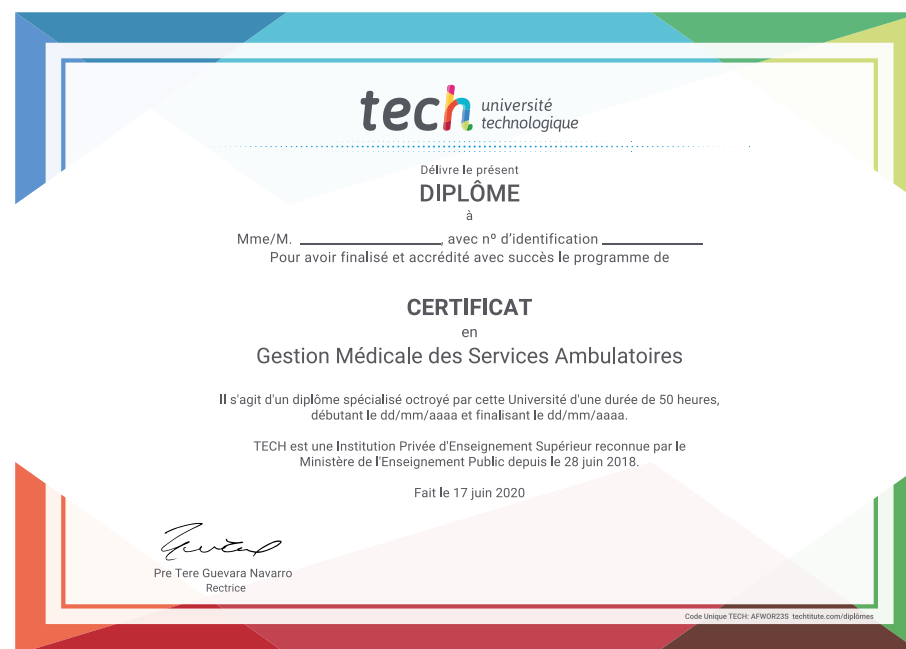 tech université
technologique
Délivre le présent
DIPLÔME
à
Mme/M. ____________________, avec nº d'identification ______________
Pour avoir finalisé et accrédité avec succès le programme de
CERTIFICAT
en
Gestion Médicale des Services Ambulatoires
Il s'agit d'un diplôme spécialisé octroyé par cette Université d'une durée de 50 heures,
débutant le dd/mm/aaaa et finalisant le dd/mm/aaaa.
TECH est une Institution Privée d'Enseignement Supérieur reconnue par le
Ministère de l'Enseignement Public depuis le 28 juin 2018.
Fait le 17 juin 2020
Pre Tere Guevara Navarro
Rectrice
Code Unique TECH: AFWOR23S techtitute.com/diplômes